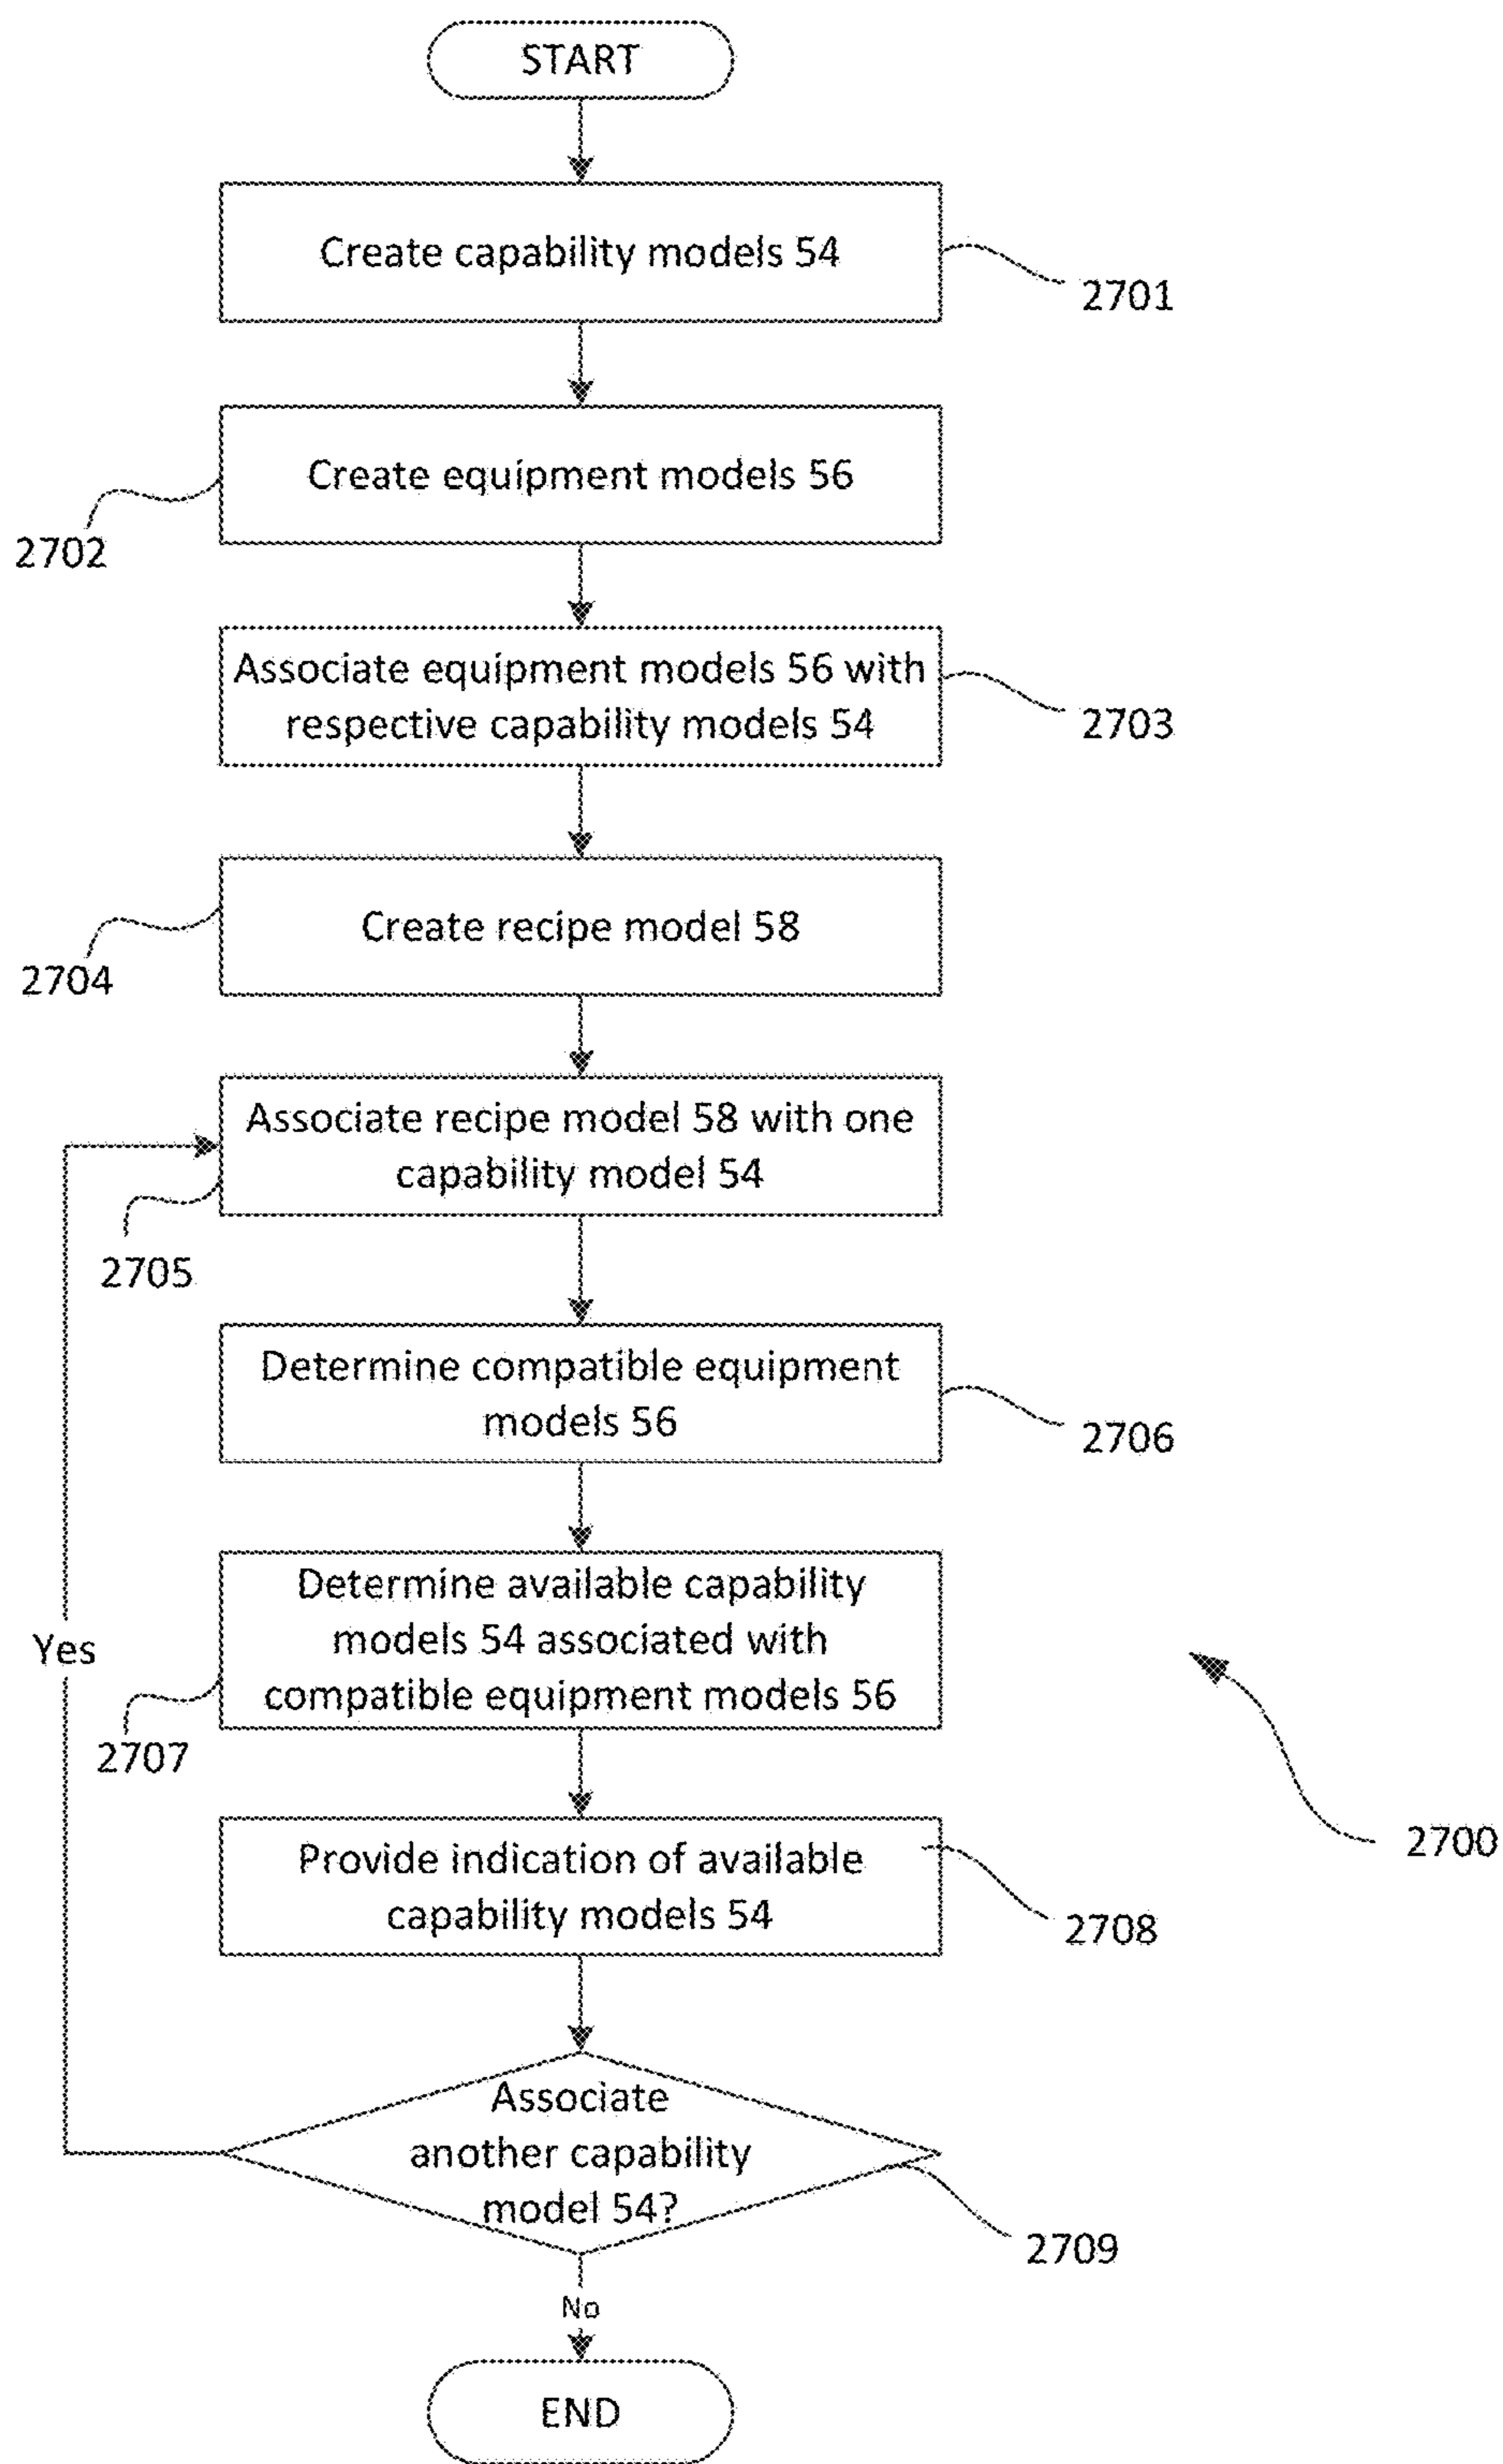 START
Create capability models 54
2701
Create equipment models 56
2702
Associate equipment models 56 with
respective capability models 54
2703
Create recipe model 58
2704
Associate recipe model 58 with one
capability model 54
2705
Determine compatible equipment
models 56
2706
Determine available capability
models 54 associated with
compatible equipment models 56
Yes
2707
Provide indication of available
capability models 54
2700
2708
Associate
another capability
model 54?
2709
No
END